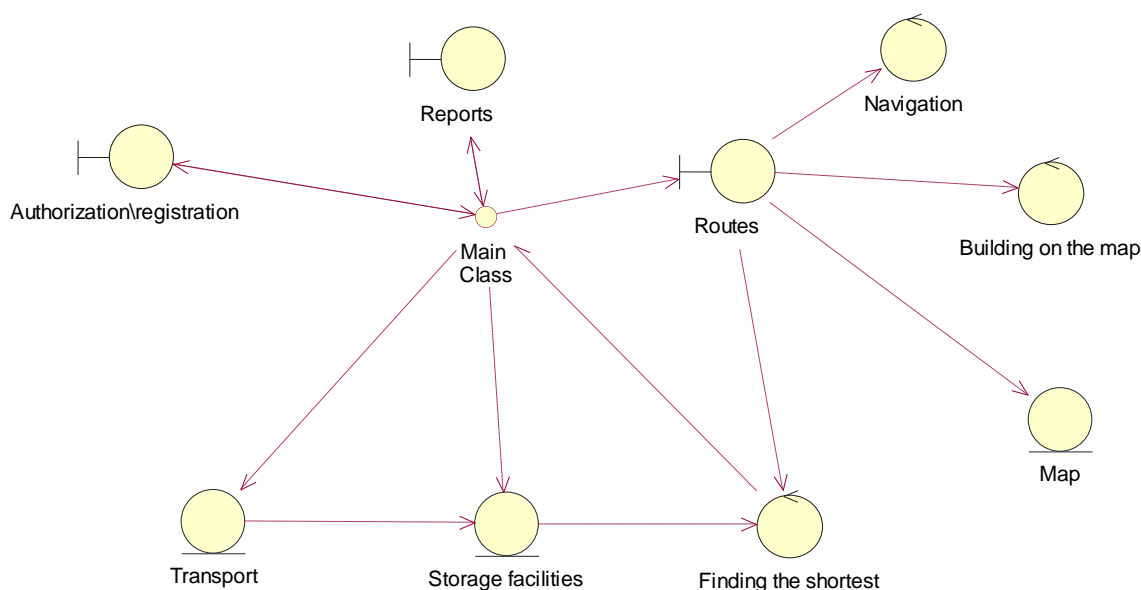 Reports
Navigation
Authorization\registration
Routes
Main
Class
Building on the map
Map
Transport
Storage facilities
Finding the shortest